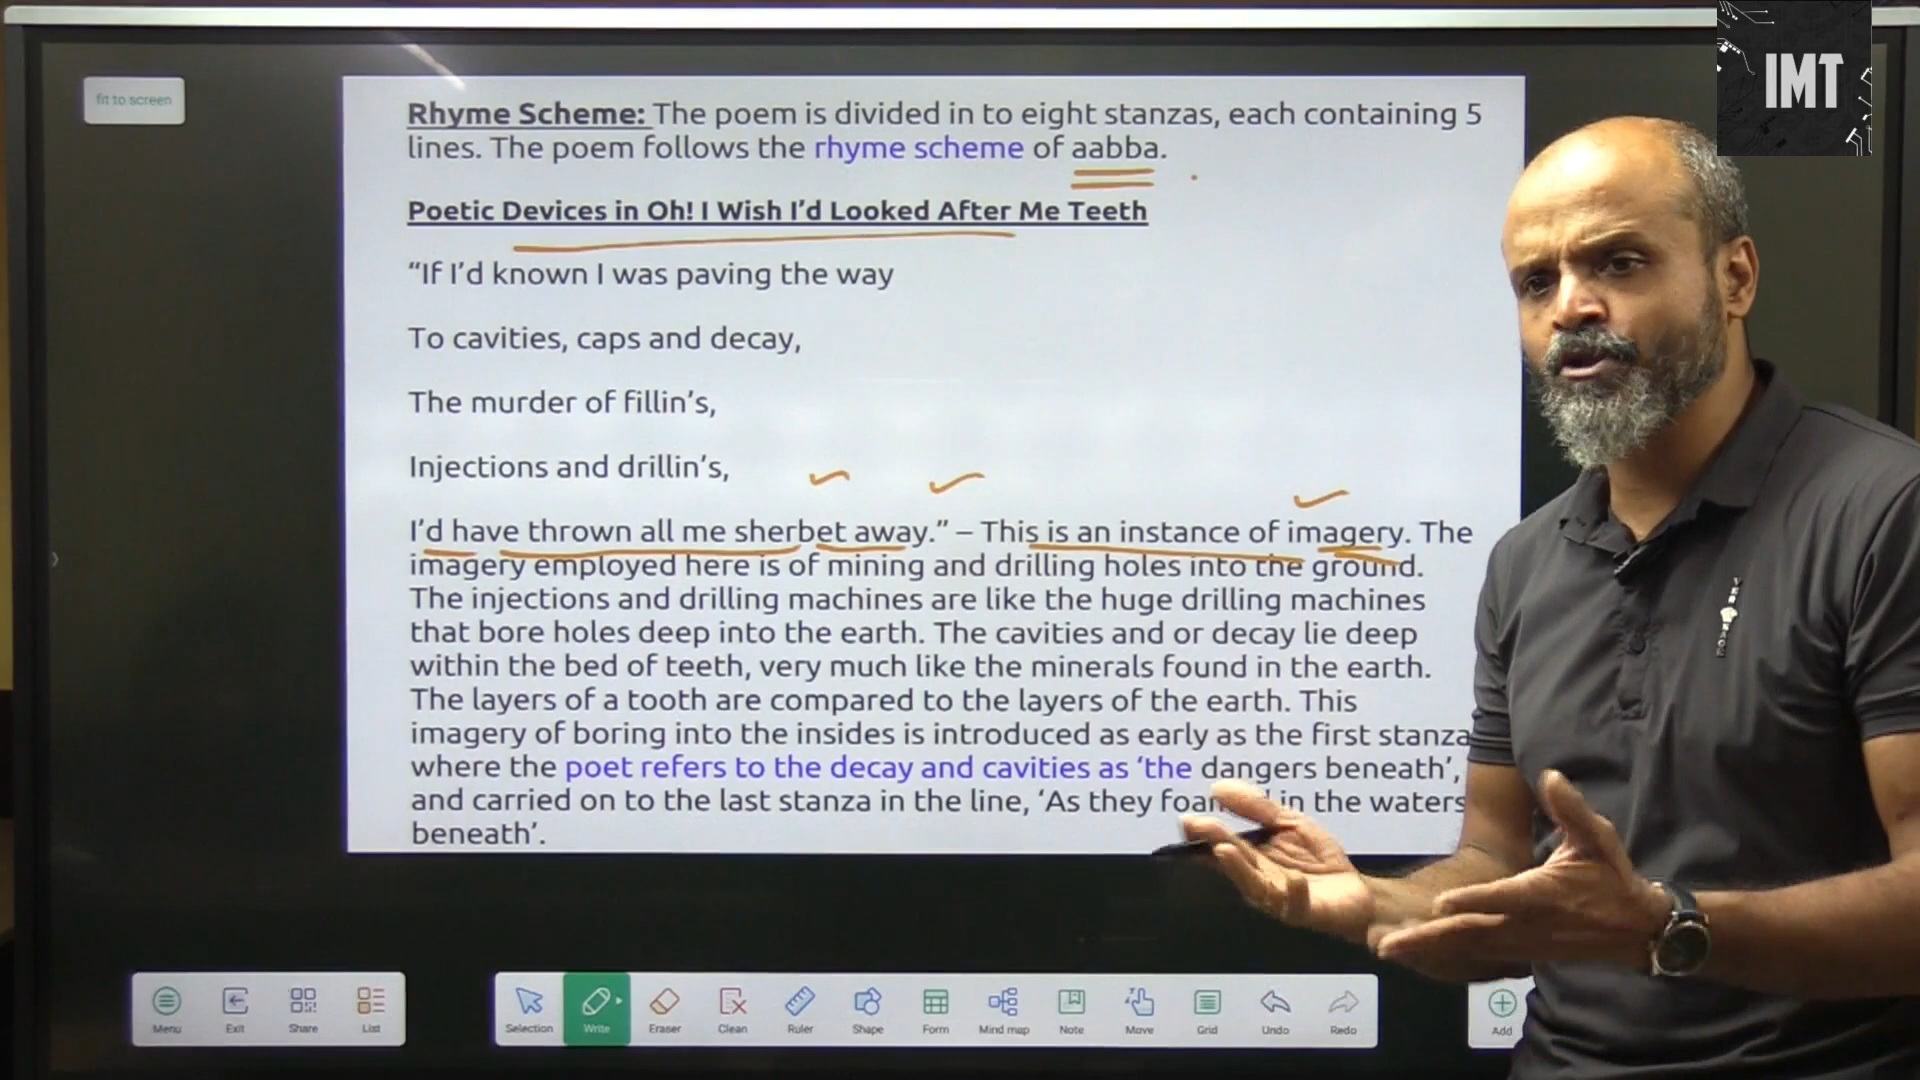 IMT
fit to screen
Rhyme Scheme: The poem is divided in to eight stanzas, each containing 5
lines. The poem follows the rhyme scheme of aabba.
Poetic Devices in Oh! I Wish I’d Looked After Me Teeth
“If I’d known I was paving the way
To cavities, caps and decay,
The murder of fillin’s,
Injections and drillin’s,
I’d have thrown all me sherbet away.” – This is an instance of imagery. The
imagery employed here is of mining and drilling holes into the ground.
The injections and drilling machines are like the huge drilling machines
that bore holes deep into the earth. The cavities and or decay lie deep
within the bed of teeth, very much like the minerals found in the earth.
The layers of a tooth are compared to the layers of the earth. This
imagery of boring into the insides is introduced as early as the first stanza
where the poet refers to the decay and cavities as ‘the dangers beneath’,
and carried on to the last stanza in the line, ‘As they in the waters
beneath’.
Menu Exit Share List Selection Write Eraser Clean Ruler Shape Form Mind map Note Move Grid Undo Redo Add